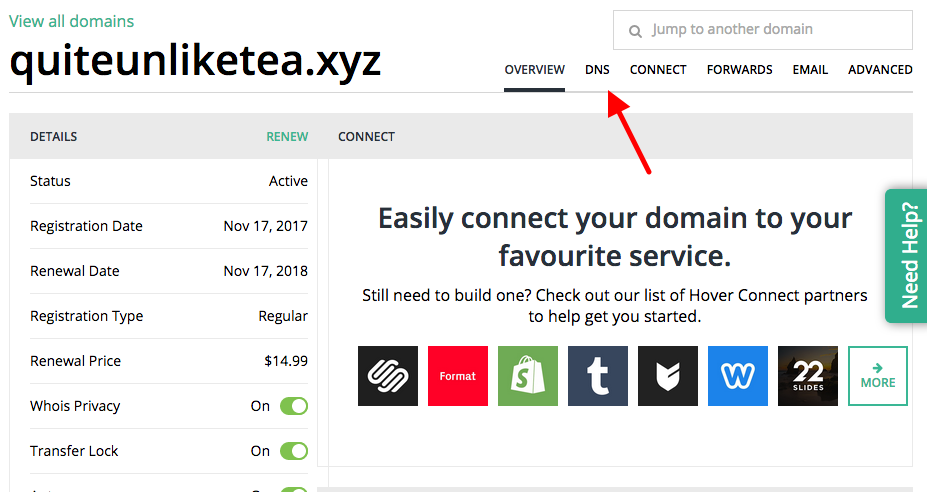 View all domains
Jump to another domain
quiteunliketea.xyz
OVERVIEW DNS CONNECT FORWARDS EMAIL ADVANCED
DETAILS RENEW
Status Active
Registration Date Nov 17, 2017
Renewal Date Nov 17, 2018
Registration Type Regular
Renewal Price $14.99
Whois Privacy On
Transfer Lock On
CONNECT
Easily connect your domain to your
favourite service.
Still need to build one? Check out our list of Hover Connect partners
to help get you started.
Format
22
SLIDES
MORE
Need Help?